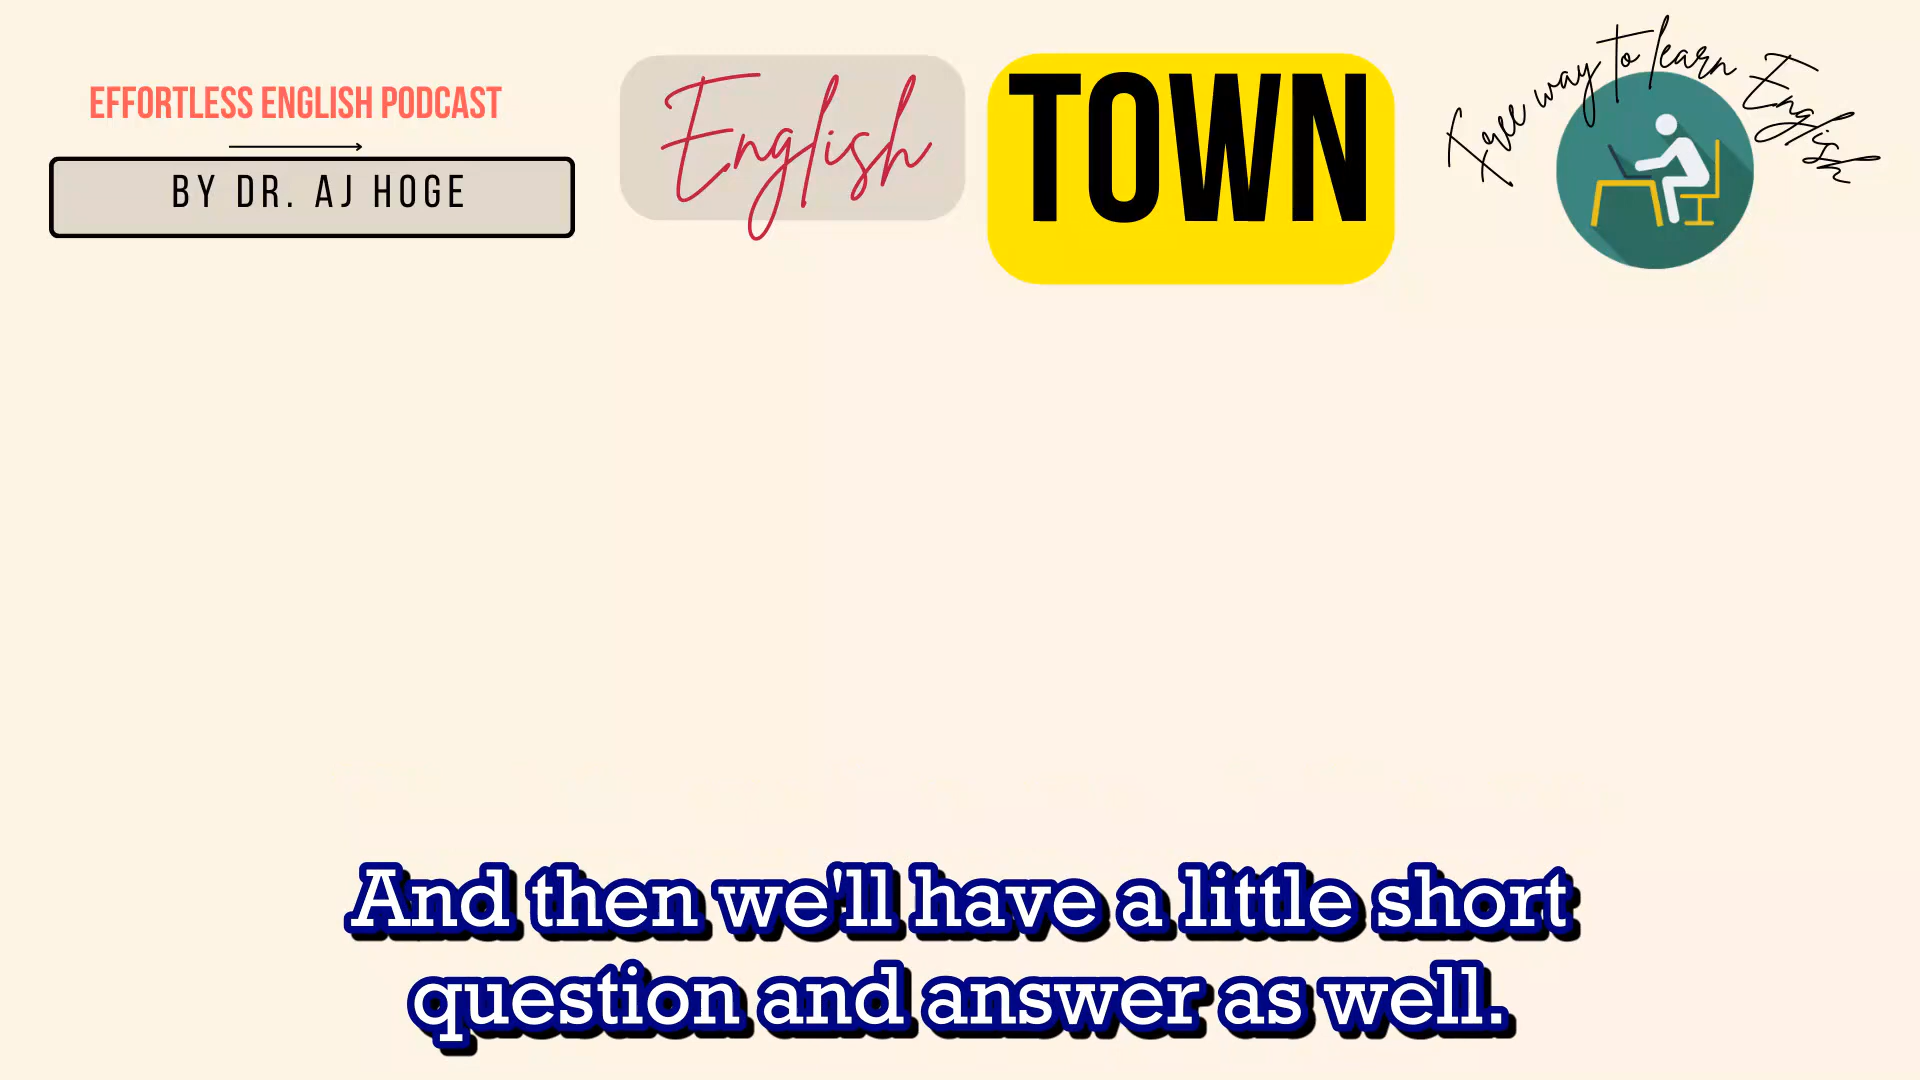 EFFORTLESS ENGLISH PODCAST
BY DR. AJ HOGE
English
TOWN
Free way to learn English
And then we'll have a little short
question and answer as well.